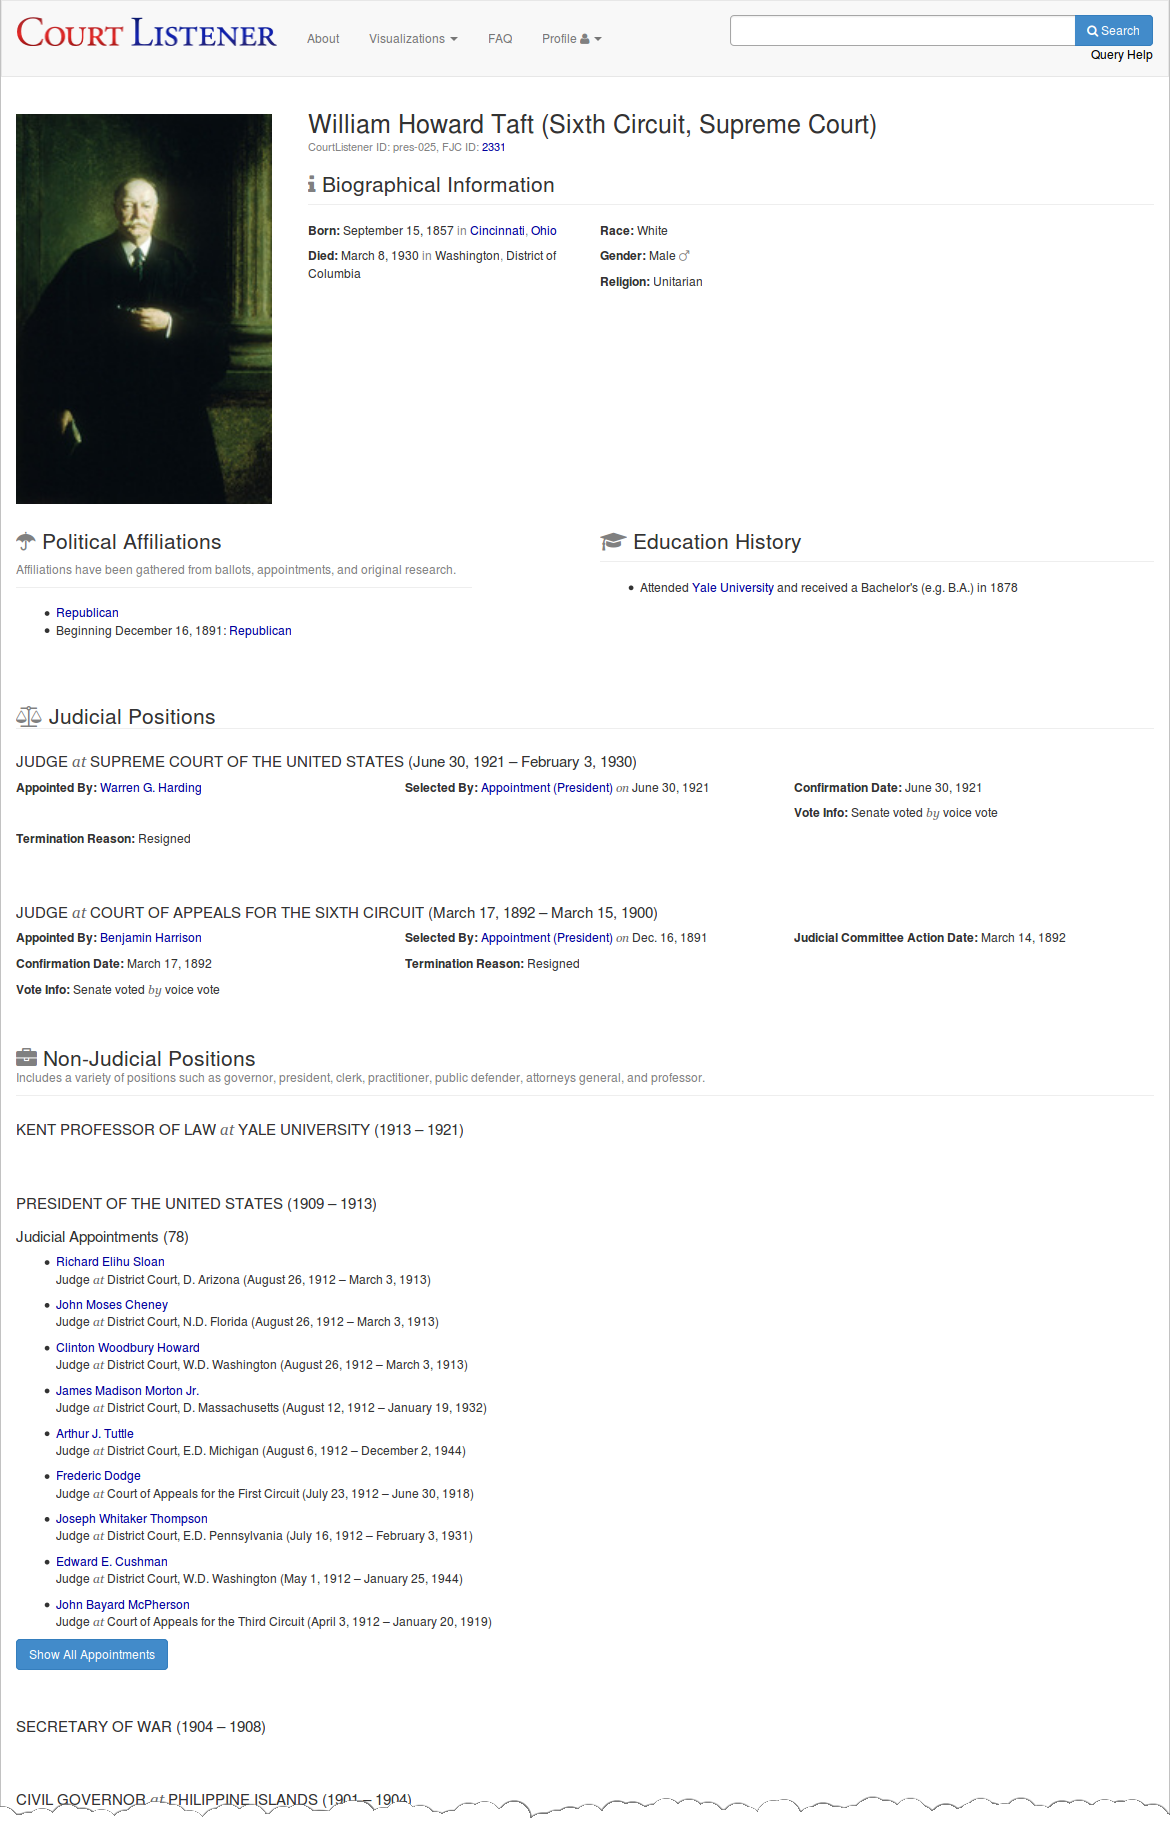 COURT LISTENER
About
Visualizations
FAQ
Profile
Search
Query Help
William Howard Taft (Sixth Circuit, Supreme Court)
CourtListener ID: pres-025, FJC ID: 2331
Biographical Information
Born: September 15, 1857 in Cincinnati, Ohio
Died: March 8, 1930 in Washington, District of
Columbia
Race: White
Gender: Male ♂
Religion: Unitarian
Political Affiliations
Affiliations have been gathered from ballots, appointments, and original research.
• Republican
• Beginning December 16, 1891: Republican
Education History
• Attended Yale University and received a Bachelor's (e.g. B.A.) in 1878
Judicial Positions
JUDGE at SUPREME COURT OF THE UNITED STATES (June 30, 1921 – February 3, 1930)
Appointed By: Warren G. Harding
Selected By: Appointment (President) on June 30, 1921
Confirmation Date: June 30, 1921
Vote Info: Senate voted by voice vote
Termination Reason: Resigned
JUDGE at COURT OF APPEALS FOR THE SIXTH CIRCUIT (March 17, 1892 – March 15, 1900)
Appointed By: Benjamin Harrison
Selected By: Appointment (President) on Dec. 16, 1891
Judicial Committee Action Date: March 14, 1892
Confirmation Date: March 17, 1892
Termination Reason: Resigned
Vote Info: Senate voted by voice vote
Non-Judicial Positions
Includes a variety of positions such as governor, president, clerk, practitioner, public defender, attorneys general, and professor.
KENT PROFESSOR OF LAW at YALE UNIVERSITY (1913 – 1921)
PRESIDENT OF THE UNITED STATES (1909 – 1913)
Judicial Appointments (78)
• Richard Elihu Sloan
Judge at District Court, D. Arizona (August 26, 1912 – March 3, 1913)
• John Moses Cheney
Judge at District Court, N.D. Florida (August 26, 1912 – March 3, 1913)
• Clinton Woodbury Howard
Judge at District Court, W.D. Washington (August 26, 1912 – March 3, 1913)
• James Madison Morton Jr.
Judge at District Court, D. Massachusetts (August 12, 1912 – January 19, 1932)
• Arthur J. Tuttle
Judge at District Court, E.D. Michigan (August 6, 1912 – December 2, 1944)
• Frederic Dodge
Judge at Court of Appeals for the First Circuit (July 23, 1912 – June 30, 1918)
• Joseph Whitaker Thompson
Judge at District Court, E.D. Pennsylvania (July 16, 1912 – February 3, 1931)
• Edward E. Cushman
Judge at District Court, W.D. Washington (May 1, 1912 – January 25, 1944)
• John Bayard McPherson
Judge at Court of Appeals for the Third Circuit (April 3, 1912 – January 20, 1919)
Show All Appointments
SECRETARY OF WAR (1904 – 1908)
CIVIL GOVERNOR at PHILIPPINE ISLANDS (1901 – 1904)